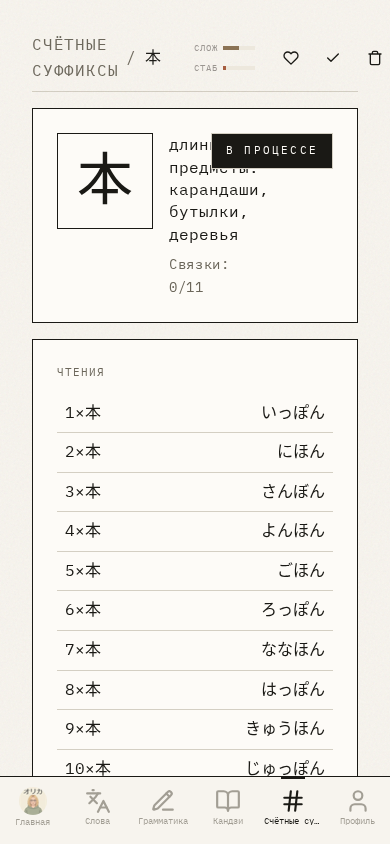 СЧЁТНЫЕ
СУФФИКСЫ / 本
СЛОЖ
СТАБ
本
В ПРОЦЕССЕ
предметы:
карандаши,
бутылки,
деревья
Связки:
0/11
ЧТЕНИЯ
1×本 いっぽん
2×本 にほん
3×本 さんぼん
4×本 よんほん
5×本 ごほん
6×本 ろっぽん
7×本 ななほん
8×本 はっぽん
9×本 きゅうほん
10×本 じゅっぽん
オリカ
Главная
Слова
Грамматика
Кандзи
Счётные су…
Профиль